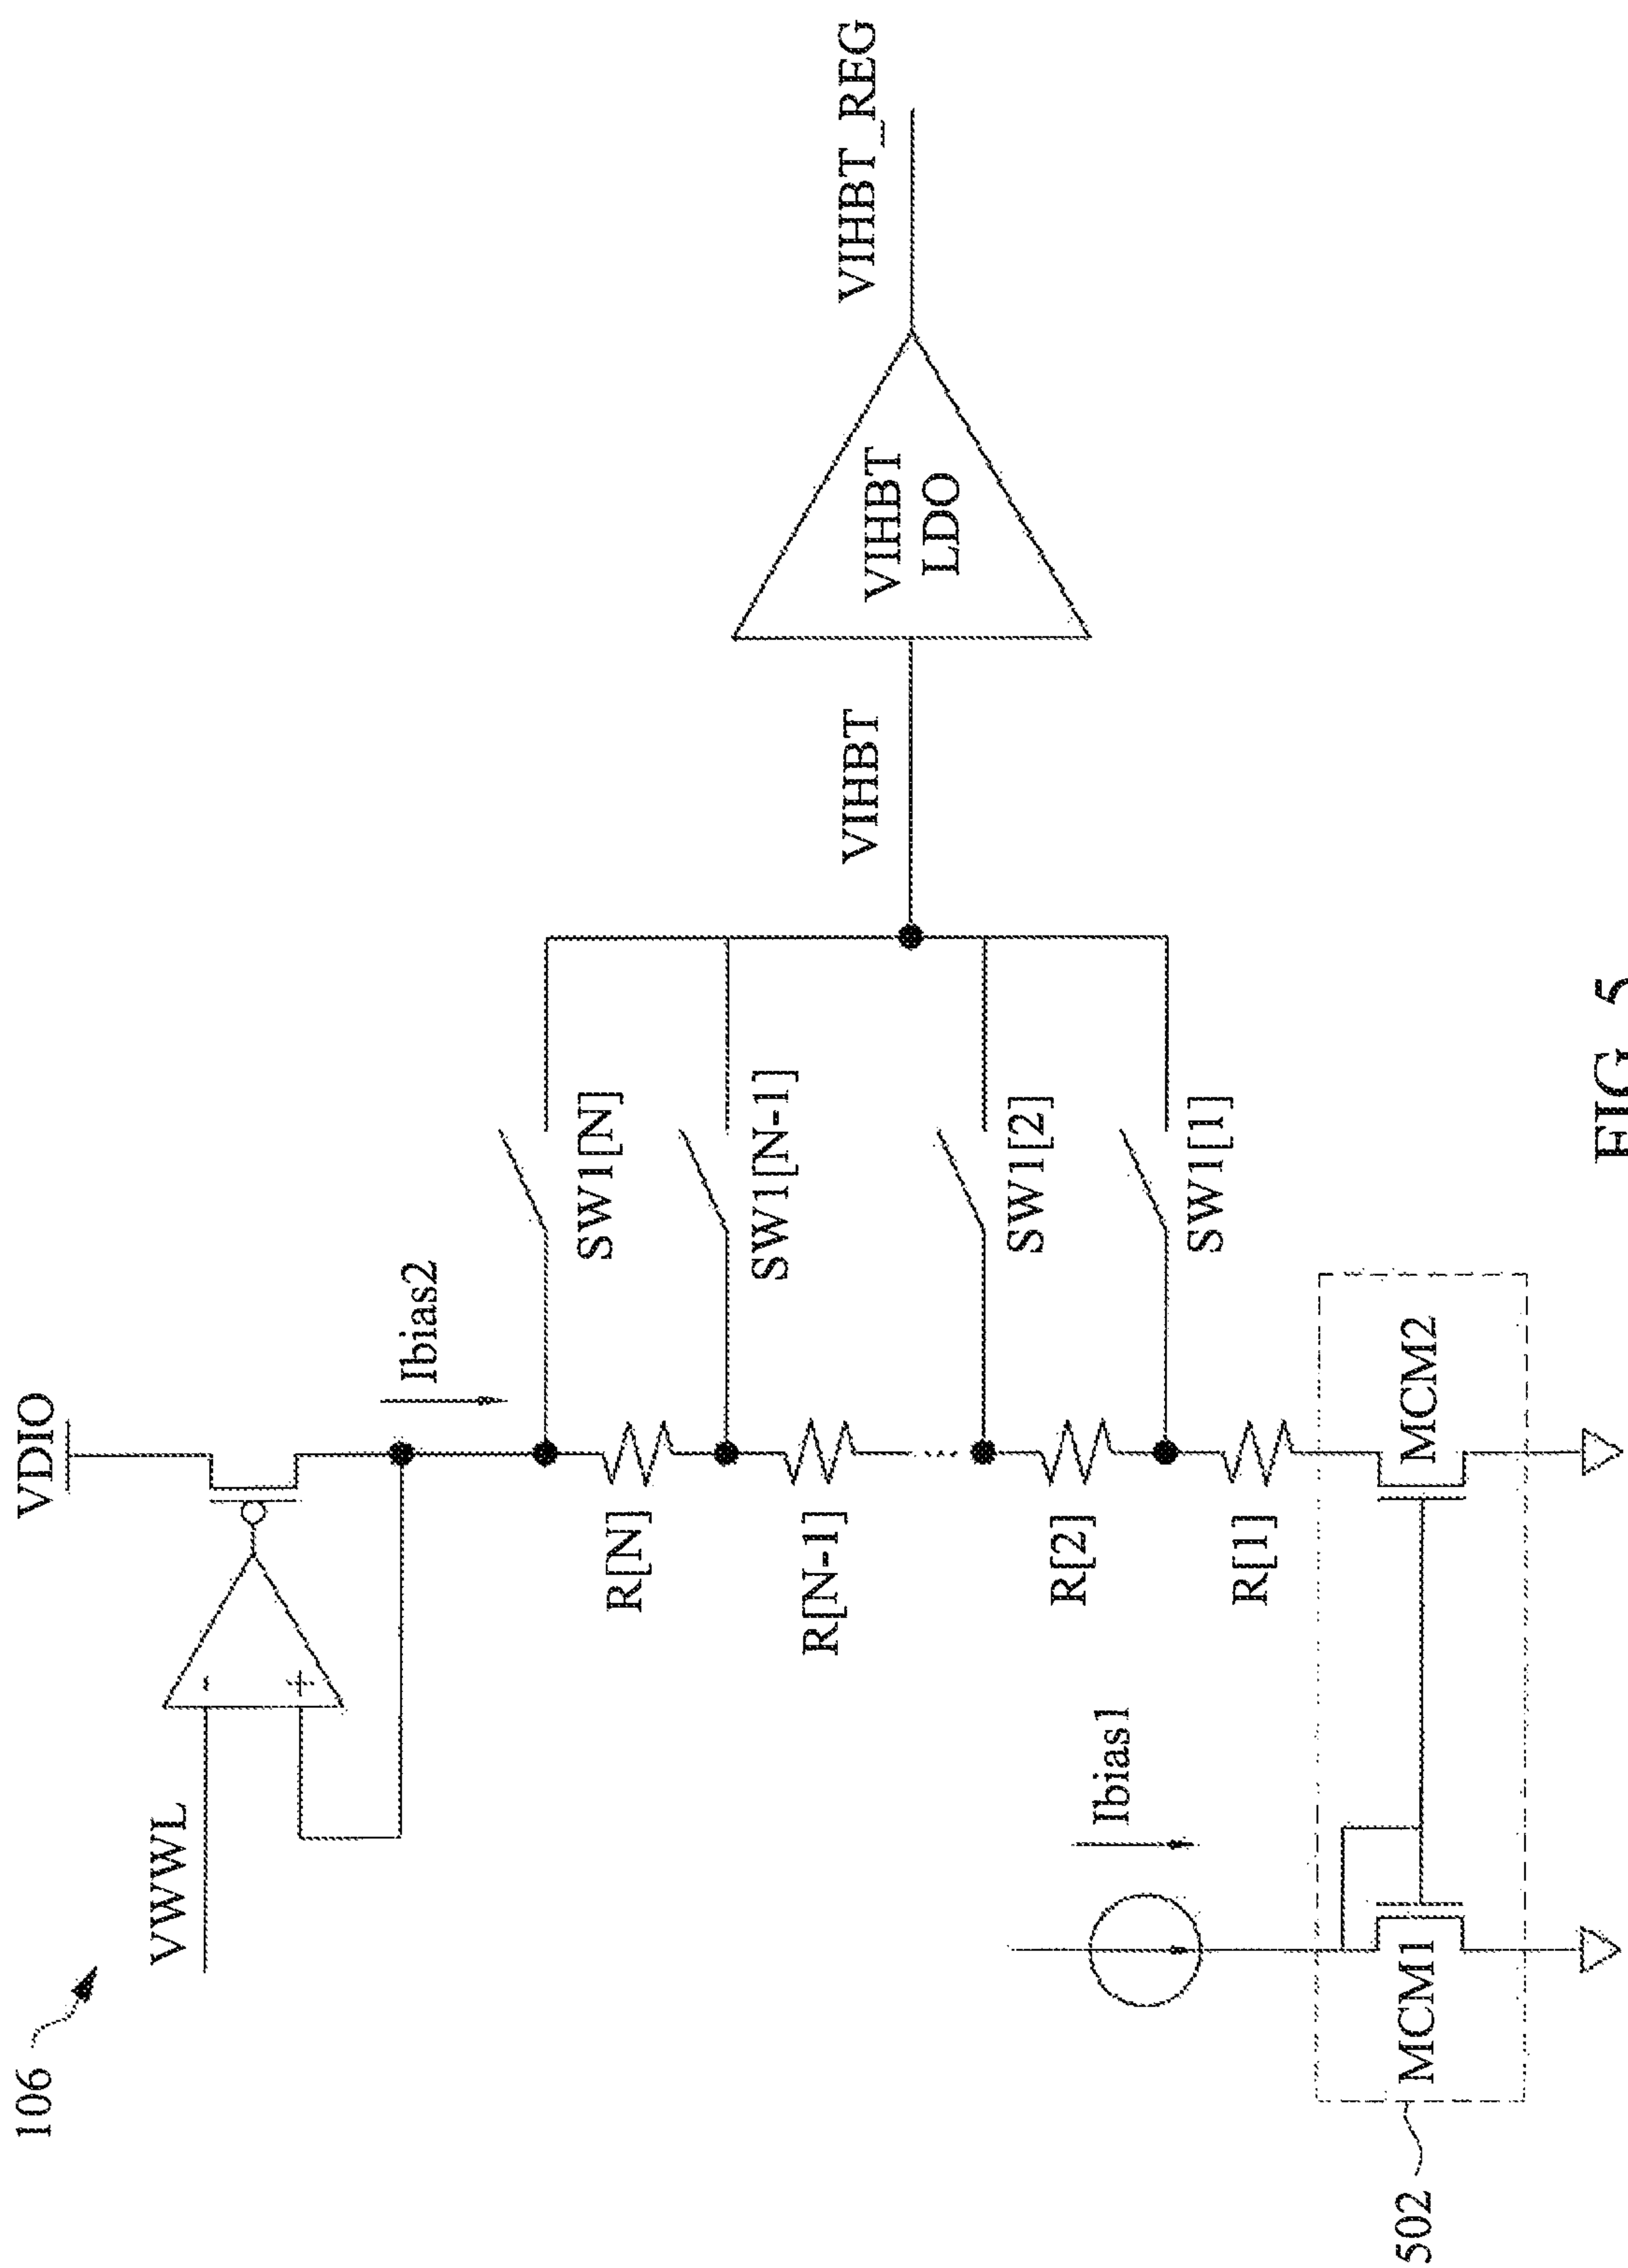 106
VDIO
VWWL
Ibias2
SW1[N]
R[N]
SW1[N-1]
R[N-1]
VIHBT
VIHBT
LDO
VIHBT_REG
SW1[2]
R[2]
SW1[1]
R[1]
Ibias1
MCM1
MCM2
502
FIG. 5